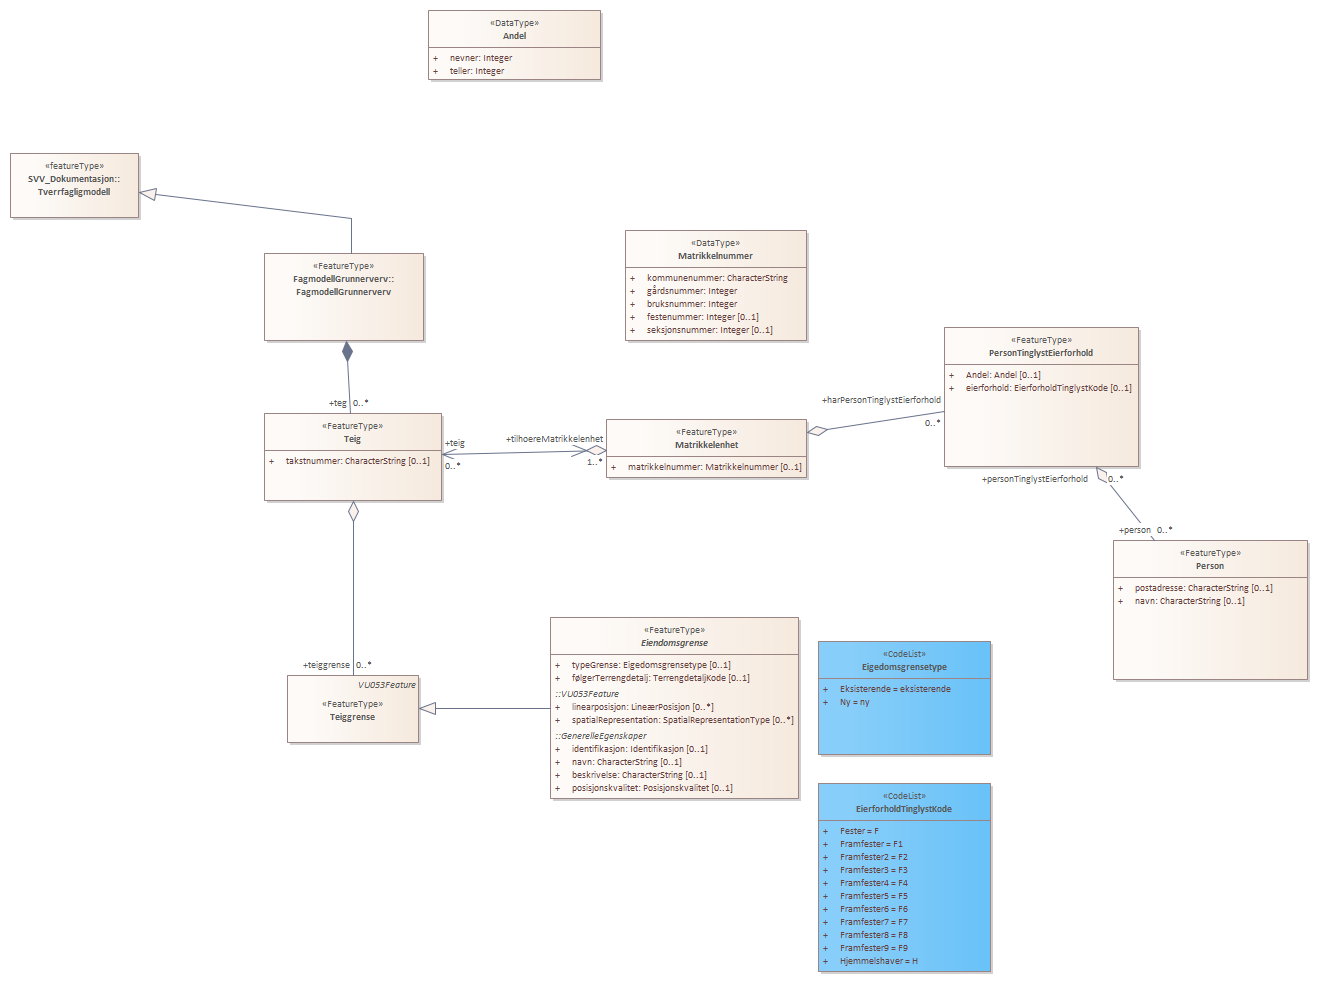 «DataType»
Andel
+ nevner: Integer
+ teller: Integer
«featureType»
SVV_Dokumentasjon::
Tverrfagligmodell
«FeatureType»
FagmodellGrunnerverv::
FagmodellGrunnerverv
«DataType»
Matrikkelnummer
+ kommunenummer: CharacterString
+ gårdsnummer: Integer
+ bruksnummer: Integer
+ festenummer: Integer [0..1]
+ seksjonsnummer: Integer [0..1]
«FeatureType»
PersonTinglystEierforhold
+ Andel: Andel [0..1]
+ eierforhold: EierforholdTinglystKode [0..1]
+harPersonTinglystEierforhold
0..*
+teg 0..*
«FeatureType»
Teig
+ takstnummer: CharacterString [0..1]
+teig
0..*
+tilhoereMatrikkelenhet
1..*
«FeatureType»
Matrikkelenhet
+ matrikkelnummer: Matrikkelnummer [0..1]
+personTinglystEierforhold 0..*
+person 0..*
«FeatureType»
Person
+ postadresse: CharacterString [0..1]
+ navn: CharacterString [0..1]
+teiggrense 0..*
VU053Feature
«FeatureType»
Teiggrense
«FeatureType»
Eiendomsgrense
+ typeGrense: Eigedomsgrensetype [0..1]
+ følgerTerrengdetalj: TerrengdetaljKode [0..1]
::VU053Feature
+ linearposisjon: LineærPosisjon [0..*]
+ spatialRepresentation: SpatialRepresentationType [0..*]
::GenerelleEgenskaper
+ identifikasjon: Identifikasjon [0..1]
+ navn: CharacterString [0..1]
+ beskrivelse: CharacterString [0..1]
+ posisjonskvalitet: Posisjonskvalitet [0..1]
«CodeList»
Eigedomsgrensetype
+ Eksisterende = eksisterende
+ Ny = ny
«CodeList»
EierforholdTinglystKode
+ Fester = F
+ Framfester = F1
+ Framfester2 = F2
+ Framfester3 = F3
+ Framfester4 = F4
+ Framfester5 = F5
+ Framfester6 = F6
+ Framfester7 = F7
+ Framfester8 = F8
+ Framfester9 = F9
+ Hjemmelshaver = H